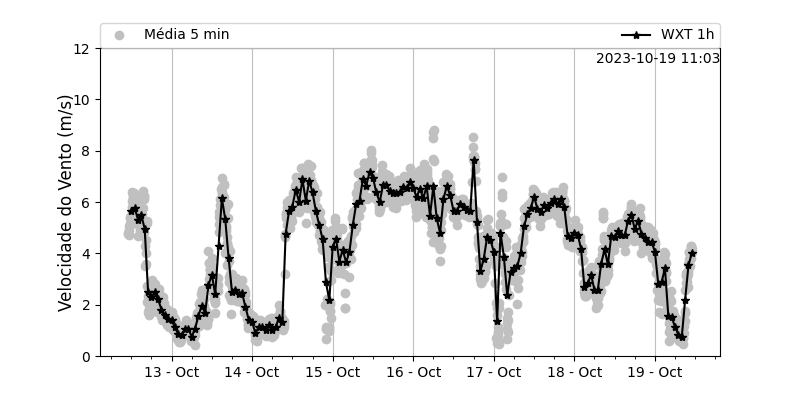 Média 5 min
WXT 1h
2023-10-19 11:03
Velocidade do Vento (m/s)
12
10
8
6
4
2
0
13 - Oct
14 - Oct
15 - Oct
16 - Oct
17 - Oct
18 - Oct
19 - Oct